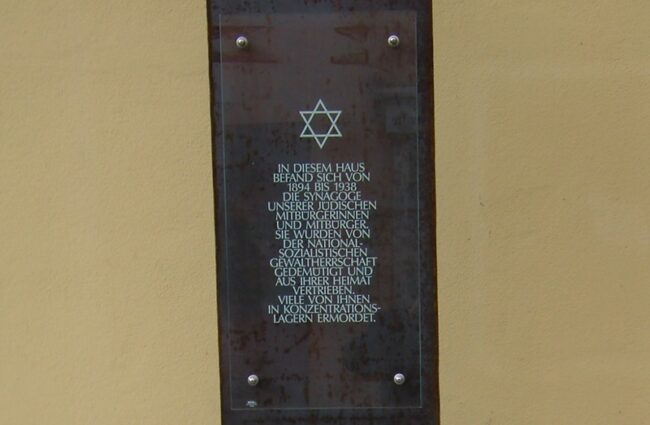 IN DIESEM HAUS
BEFAND SICH VON
1894 BIS 1938
DIE SYNAGOGE
UNSERER JÜDISCHEN
MITBÜRGERINNEN
UND MITBÜRGER.
SIE WURDEN VON
DER NATIONAL-
SOZIALISTISCHEN
GEWALTHERRSCHAFT
GEDEMÜTIGT UND
AUS IHRER HEIMAT
VERTRIEBEN.
VIELE VON IHNEN
IN KONZENTRATIONS-
LAGERN ERMORDET.